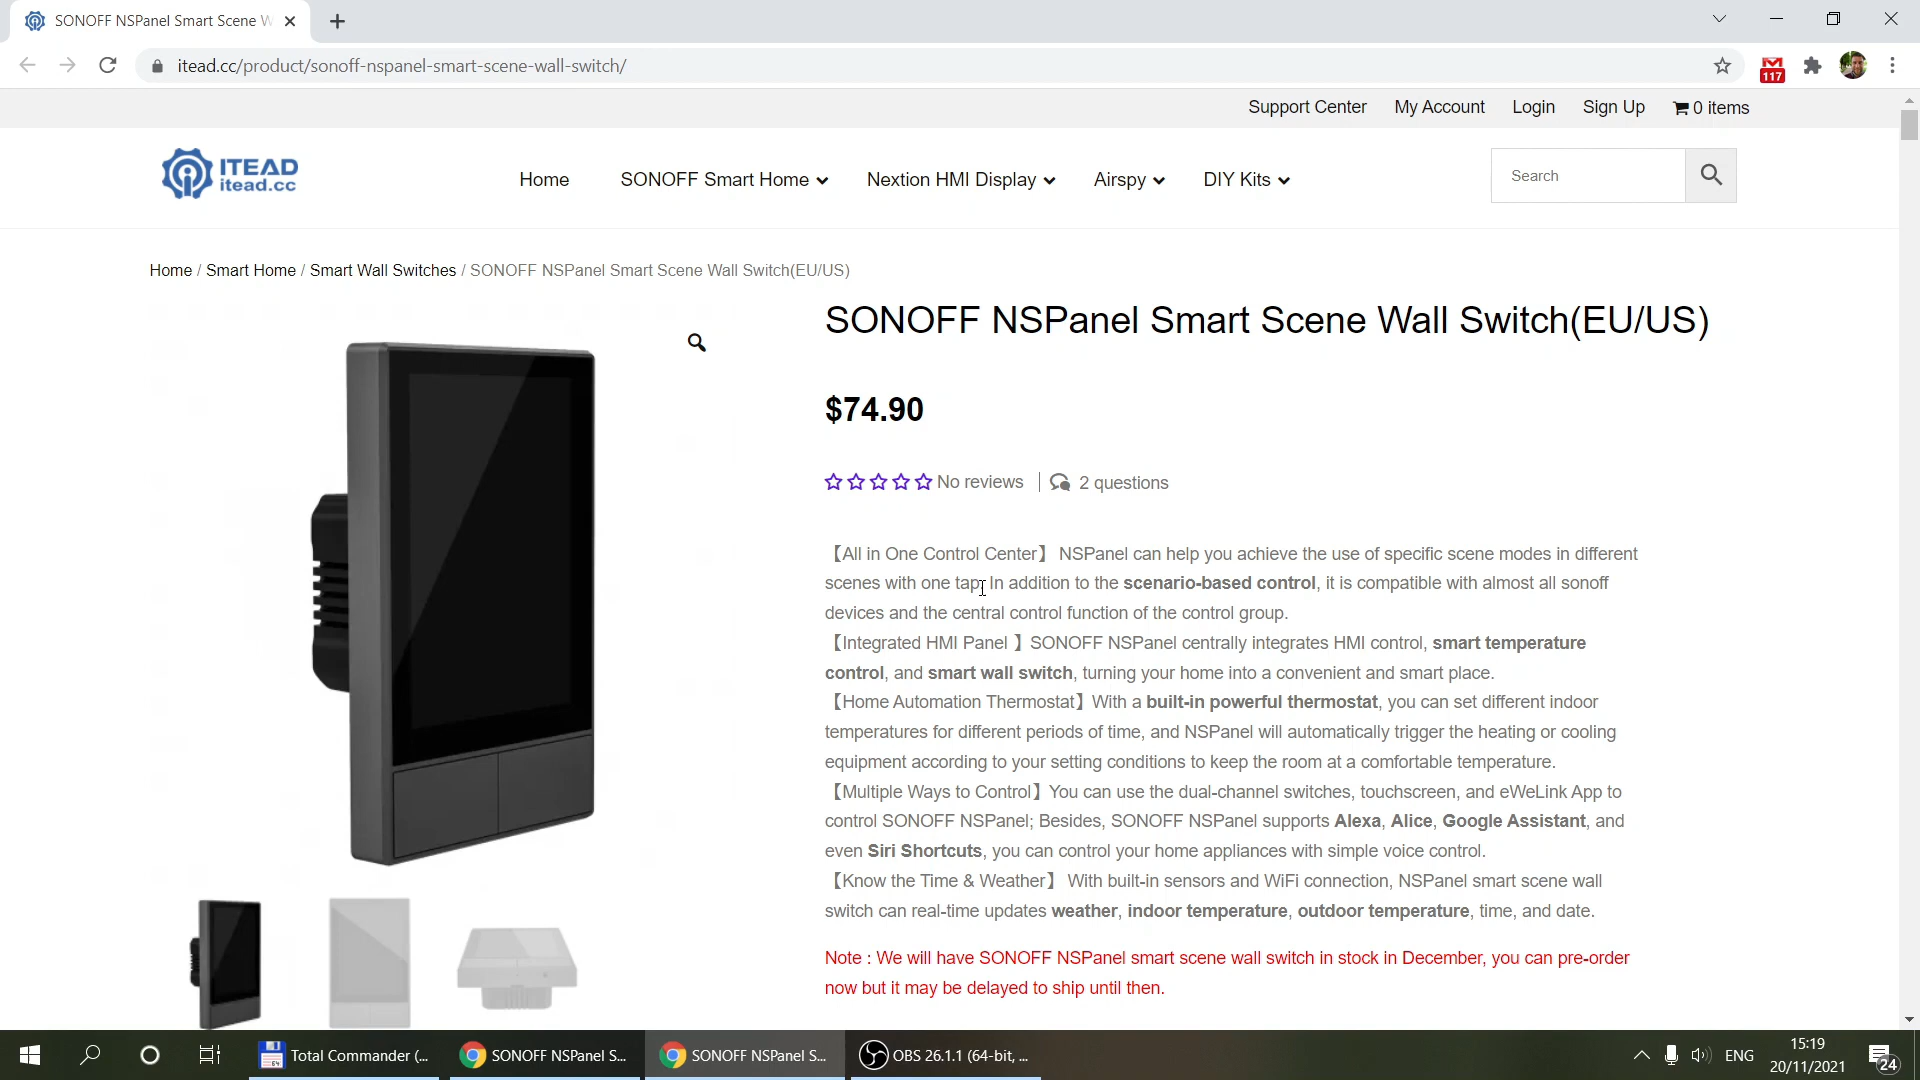 SONOFF NSPanel Smart Scene W
itead.cc/product/sonoff-nspanel-smart-scene-wall-switch/
117
Support Center My Account Login Sign Up 0 items
ITEAD
itead.cc
Home SONOFF Smart Home Nextion HMI Display Airspy DIY Kits
Search
Home / Smart Home / Smart Wall Switches / SONOFF NSPanel Smart Scene Wall Switch(EU/US)
SONOFF NSPanel Smart Scene Wall Switch(EU/US)
$74.90
No reviews 2 questions
【All in One Control Center】 NSPanel can help you achieve the use of specific scene modes in different
scenes with one tap. In addition to the scenario-based control, it is compatible with almost all sonoff
devices and the central control function of the control group.
【Integrated HMI Panel 】SONOFF NSPanel centrally integrates HMI control, smart temperature
control, and smart wall switch, turning your home into a convenient and smart place.
【Home Automation Thermostat】With a built-in powerful thermostat, you can set different indoor
temperatures for different periods of time, and NSPanel will automatically trigger the heating or cooling
equipment according to your setting conditions to keep the room at a comfortable temperature.
【Multiple Ways to Control】You can use the dual-channel switches, touchscreen, and eWeLink App to
control SONOFF NSPanel; Besides, SONOFF NSPanel supports Alexa, Alice, Google Assistant, and
even Siri Shortcuts, you can control your home appliances with simple voice control.
【Know the Time & Weather】 With built-in sensors and WiFi connection, NSPanel smart scene wall
switch can real-time updates weather, indoor temperature, outdoor temperature, time, and date.
Note : We will have SONOFF NSPanel smart scene wall switch in stock in December, you can pre-order
now but it may be delayed to ship until then.
64 Total Commander (... SONOFF NSPanel S... SONOFF NSPanel S... OBS 26.1.1 (64-bit, ... ENG
15:19
20/11/2021
24